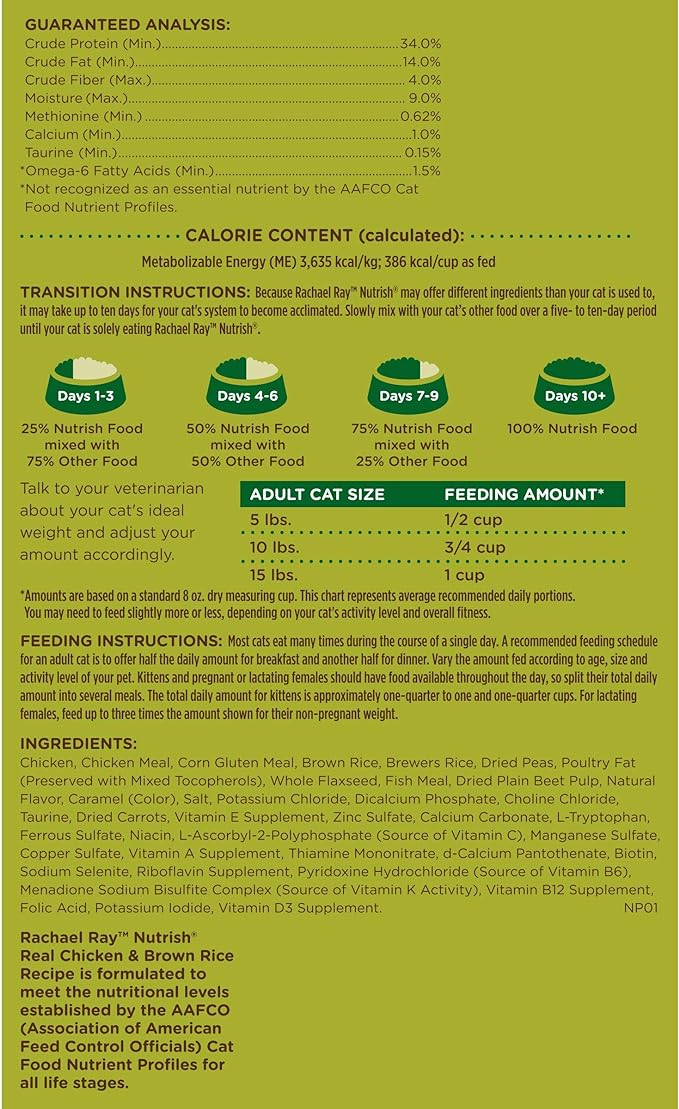 GUARANTEED ANALYSIS:
Crude Protein (Min.)..........34.0%
Crude Fat (Min.)..........14.0%
Crude Fiber (Max.)..........4.0%
Moisture (Max.)..........9.0%
Methionine (Min.)..........0.62%
Calcium (Min.)..........1.0%
Taurine (Min.)..........0.15%
*Omega-6 Fatty Acids (Min.)..........1.5%
*Not recognized as an essential nutrient by the AAFCO Cat
Food Nutrient Profiles.
CALORIE CONTENT (calculated):
Metabolizable Energy (ME) 3,635 kcal/kg; 386 kcal/cup as fed
TRANSITION INSTRUCTIONS: Because Rachael Ray™ Nutrish® may offer different ingredients than your cat is used to,
it may take up to ten days for your cat's system to become acclimated. Slowly mix with your cat's other food over a five- to ten-day period
until your cat is solely eating Rachael Ray™ Nutrish®.
Days 1-3
25% Nutrish Food
mixed with
75% Other Food
Days 4-6
50% Nutrish Food
mixed with
50% Other Food
Days 7-9
75% Nutrish Food
mixed with
25% Other Food
Days 10+
100% Nutrish Food
Talk to your veterinarian
about your cat's ideal
weight and adjust your
amount accordingly.
ADULT CAT SIZE FEEDING AMOUNT*
5 lbs. 1/2 cup
10 lbs. 3/4 cup
15 lbs. 1 cup
*Amounts are based on a standard 8 oz. dry measuring cup. This chart represents average recommended daily portions.
You may need to feed slightly more or less, depending on your cat's activity level and overall fitness.
FEEDING INSTRUCTIONS: Most cats eat many times during the course of a single day. A recommended feeding schedule
for an adult cat is to offer half the daily amount for breakfast and another half for dinner. Vary the amount fed according to age, size and
activity level of your pet. Kittens and pregnant or lactating females should have food available throughout the day, so split their total daily
amount into several meals. The total daily amount for kittens is approximately one-quarter to one and one-quarter cups. For lactating
females, feed up to three times the amount shown for their non-pregnant weight.
INGREDIENTS:
Chicken, Chicken Meal, Corn Gluten Meal, Brown Rice, Brewers Rice, Dried Peas, Poultry Fat
(Preserved with Mixed Tocopherols), Whole Flaxseed, Fish Meal, Dried Plain Beet Pulp, Natural
Flavor, Caramel (Color), Salt, Potassium Chloride, Dicalcium Phosphate, Choline Chloride,
Taurine, Dried Carrots, Vitamin E Supplement, Zinc Sulfate, Calcium Carbonate, L-Tryptophan,
Ferrous Sulfate, Niacin, L-Ascorbyl-2-Polyphosphate (Source of Vitamin C), Manganese Sulfate,
Copper Sulfate, Vitamin A Supplement, Thiamine Mononitrate, d-Calcium Pantothenate, Biotin,
Sodium Selenite, Riboflavin Supplement, Pyridoxine Hydrochloride (Source of Vitamin B6),
Menadione Sodium Bisulfite Complex (Source of Vitamin K Activity), Vitamin B12 Supplement,
Folic Acid, Potassium Iodide, Vitamin D3 Supplement. NP01
Rachael Ray™ Nutrish®
Real Chicken & Brown Rice
Recipe is formulated to
meet the nutritional levels
established by the AAFCO
(Association of American
Feed Control Officials) Cat
Food Nutrient Profiles for
all life stages.